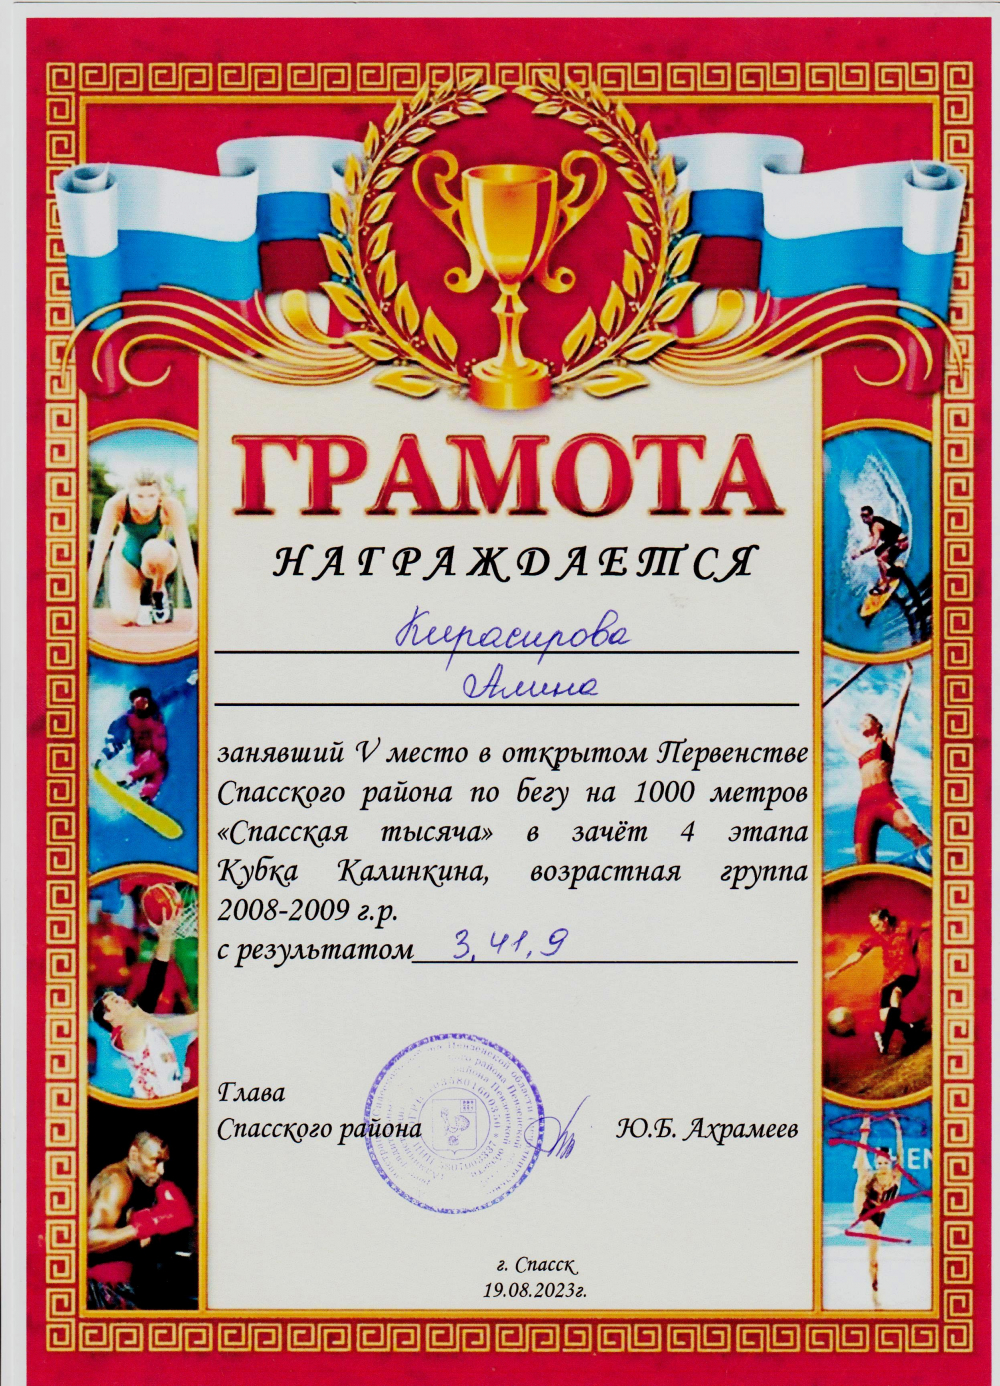 ГРАМОТА
НАГРАЖДАЕТСЯ
Кирасирова
Алина
занявший V место в открытом Первенстве
Спасского района по бегу на 1000 метров
«Спасская тысяча» в зачёт 4 этапа
Кубка Калинкина, возрастная группа
2008-2009 г.р.
с результатом 3,41,9
Глава
Спасского района Ю.Б. Ахрамеев
г. Спасск
19.08.2023г.